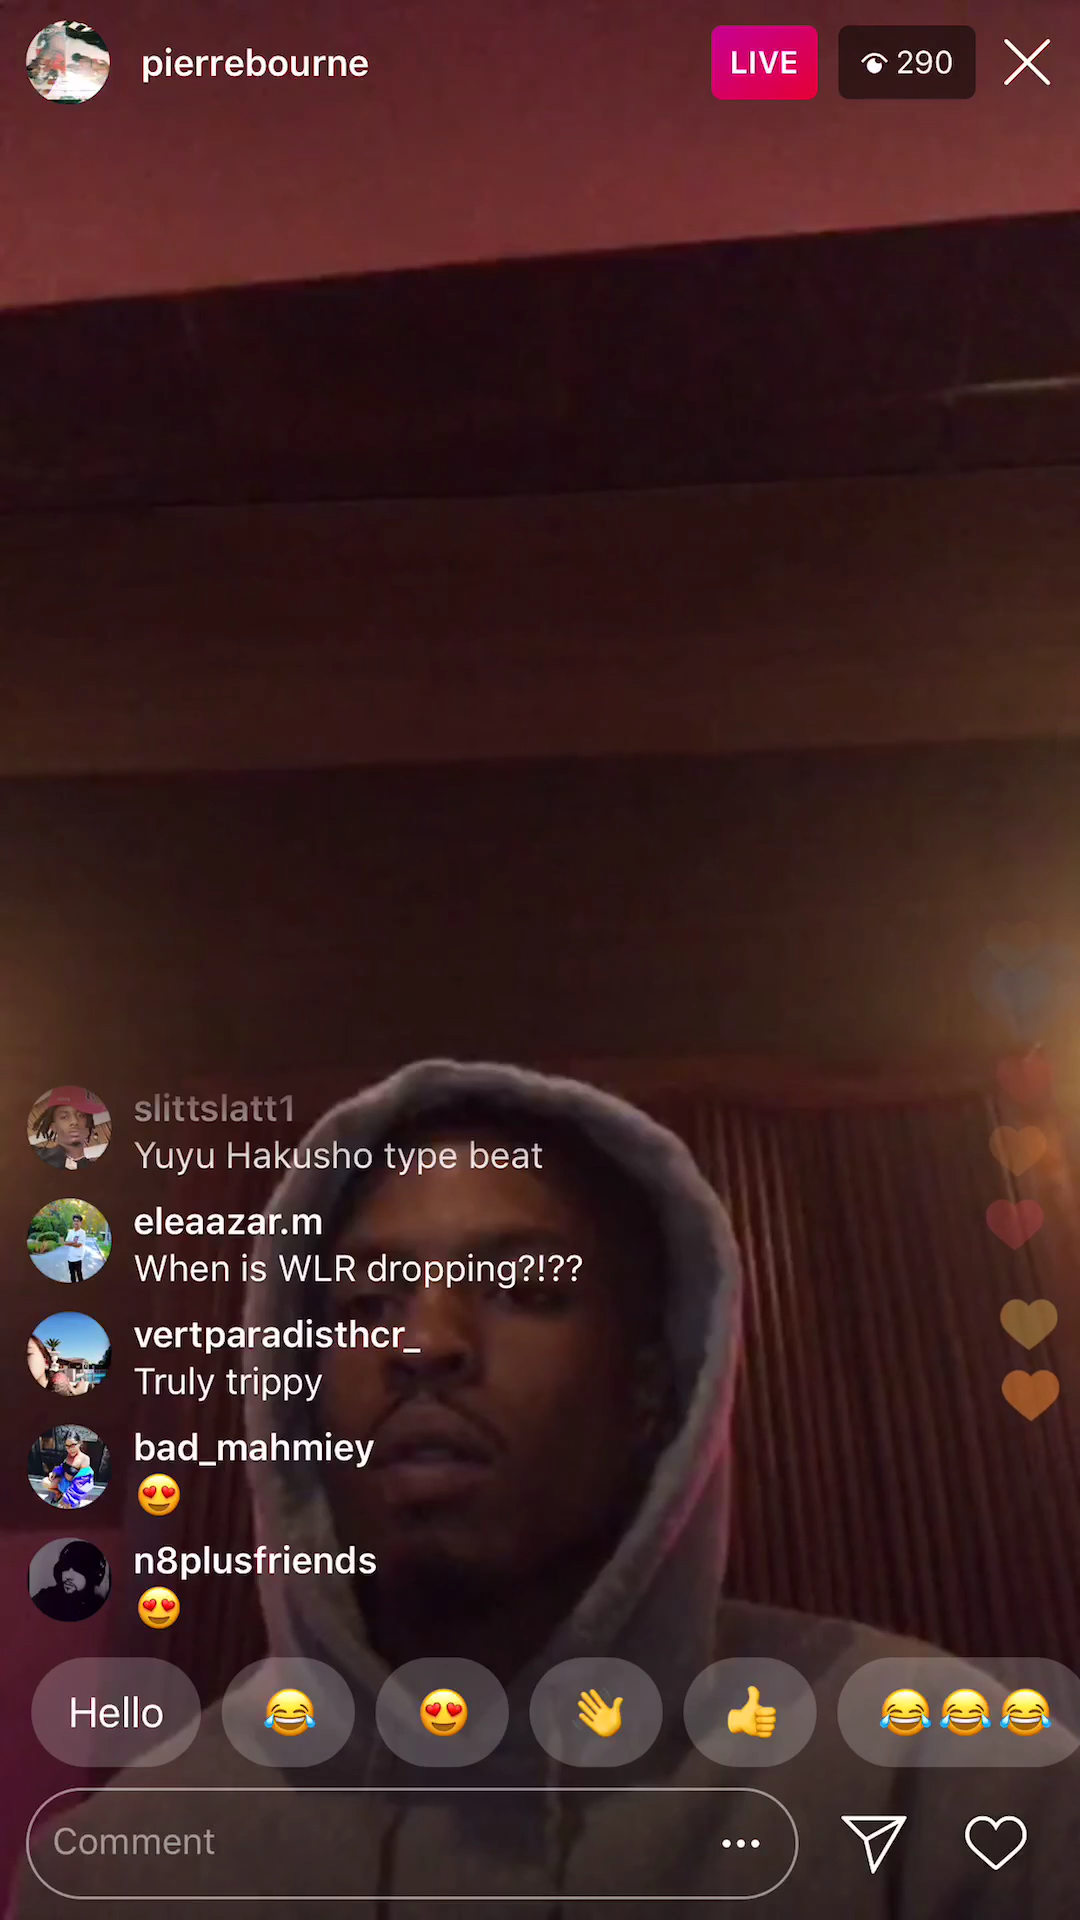 pierrebourne
LIVE
290
slittslatt1
Yuyu Hakusho type beat
eleaazar.m
When is WLR dropping?!??
vertparadisthcr_
Truly trippy
bad_mahmiey
😍
n8plusfriends
😍
Hello 😂 😍 👋 👍 😂😂😂
Comment